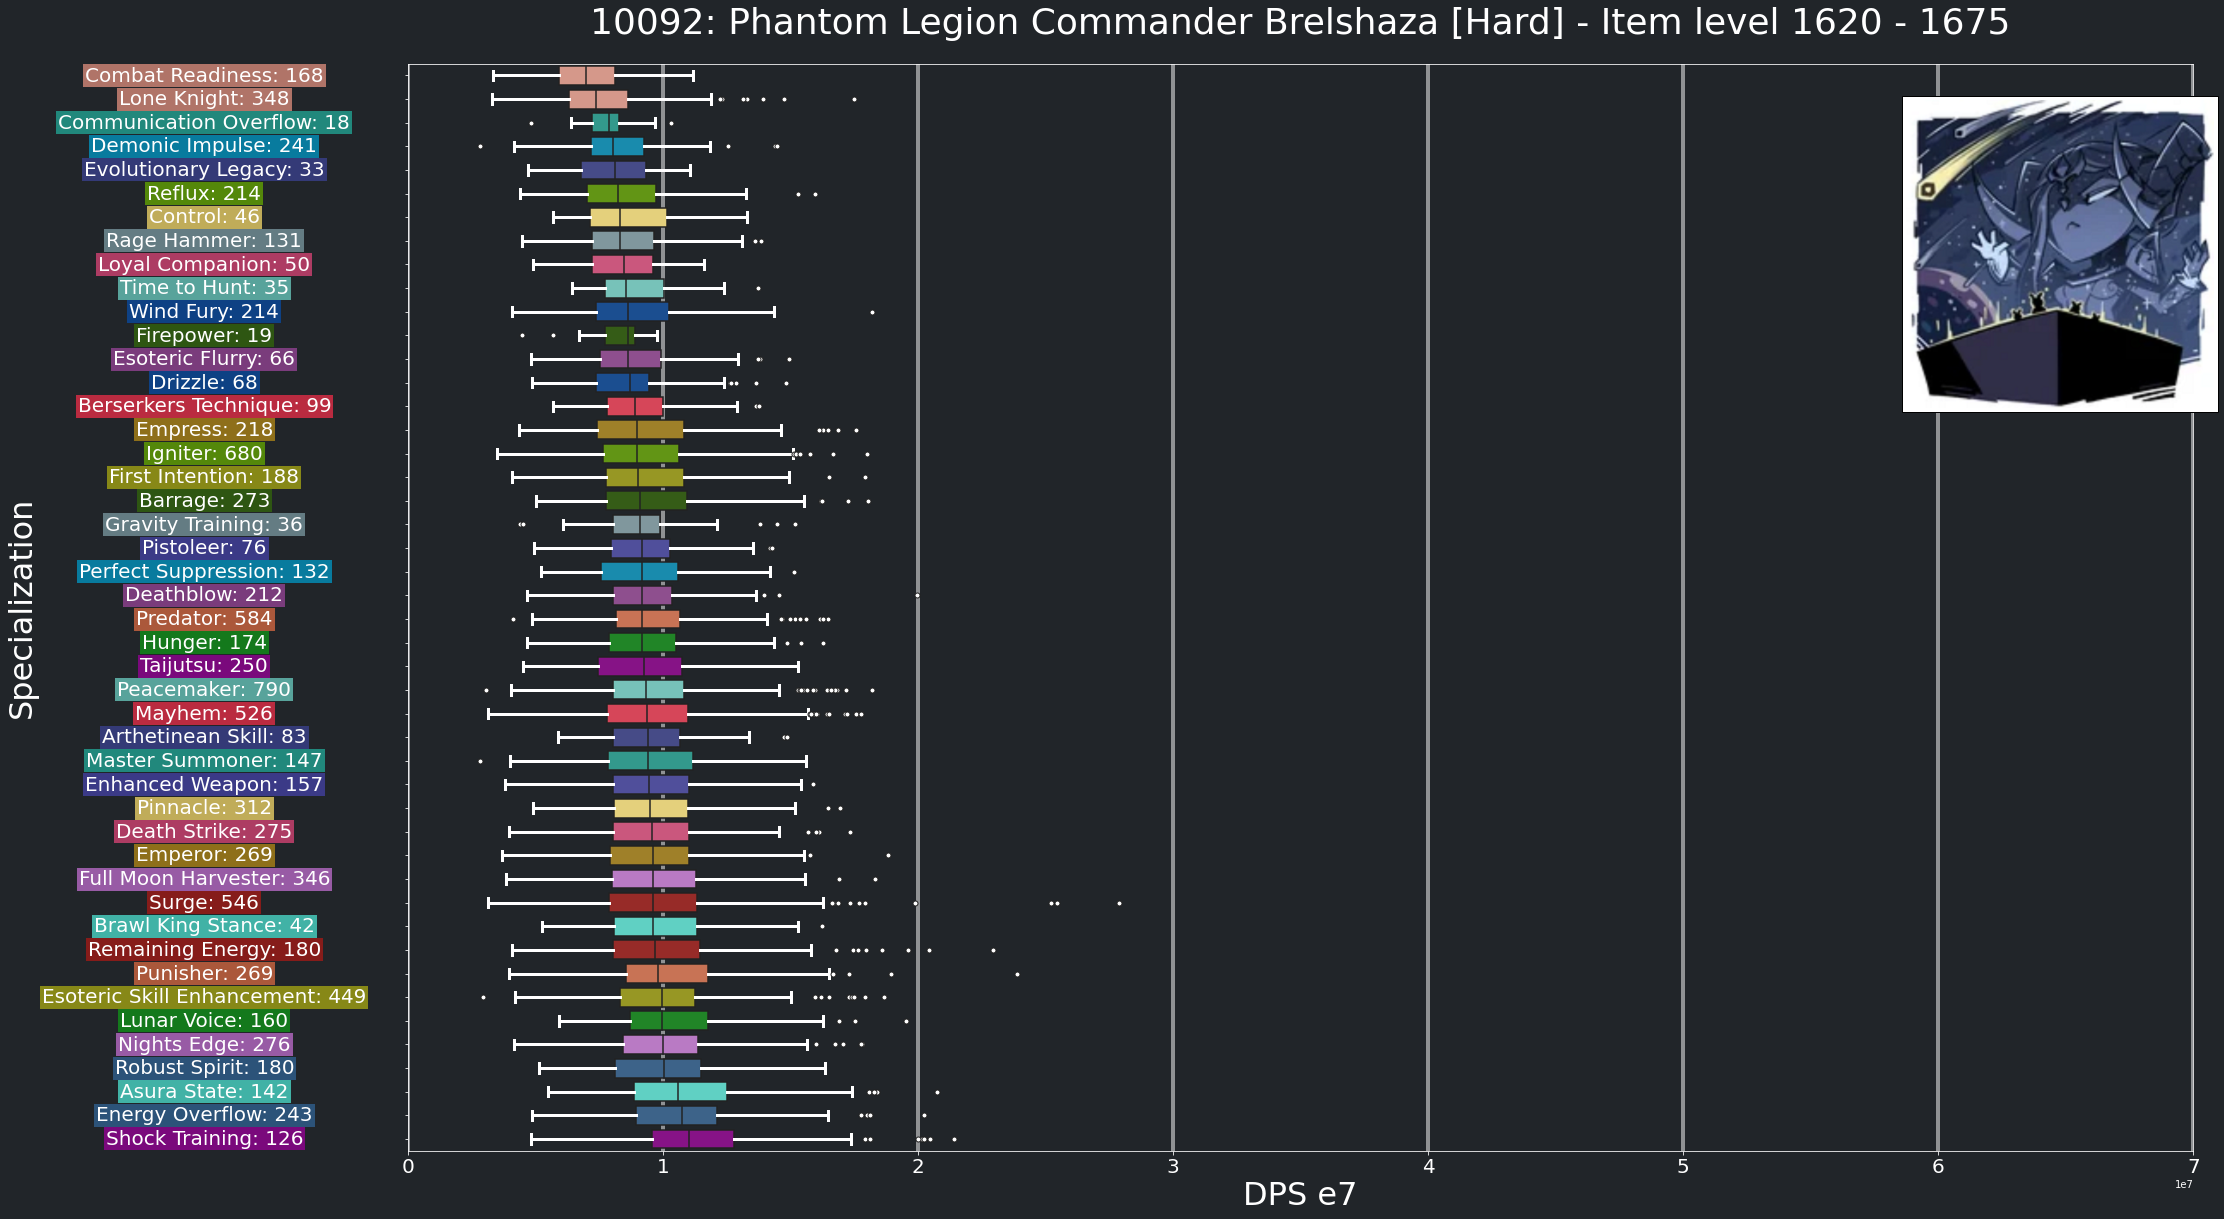 10092: Phantom Legion Commander Brelshaza [Hard] - Item level 1620 - 1675
Specialization
Combat Readiness: 168
Lone Knight: 348
Communication Overflow: 18
Demonic Impulse: 241
Evolutionary Legacy: 33
Reflux: 214
Control: 46
Rage Hammer: 131
Loyal Companion: 50
Time to Hunt: 35
Wind Fury: 214
Firepower: 19
Esoteric Flurry: 66
Drizzle: 68
Berserkers Technique: 99
Empress: 218
Igniter: 680
First Intention: 188
Barrage: 273
Gravity Training: 36
Pistoleer: 76
Perfect Suppression: 132
Deathblow: 212
Predator: 584
Hunger: 174
Taijutsu: 250
Peacemaker: 790
Mayhem: 526
Arthetinean Skill: 83
Master Summoner: 147
Enhanced Weapon: 157
Pinnacle: 312
Death Strike: 275
Emperor: 269
Full Moon Harvester: 346
Surge: 546
Brawl King Stance: 42
Remaining Energy: 180
Punisher: 269
Esoteric Skill Enhancement: 449
Lunar Voice: 160
Nights Edge: 276
Robust Spirit: 180
Asura State: 142
Energy Overflow: 243
Shock Training: 126
0 1 2 3 4 5 6 7
1e7
DPS e7